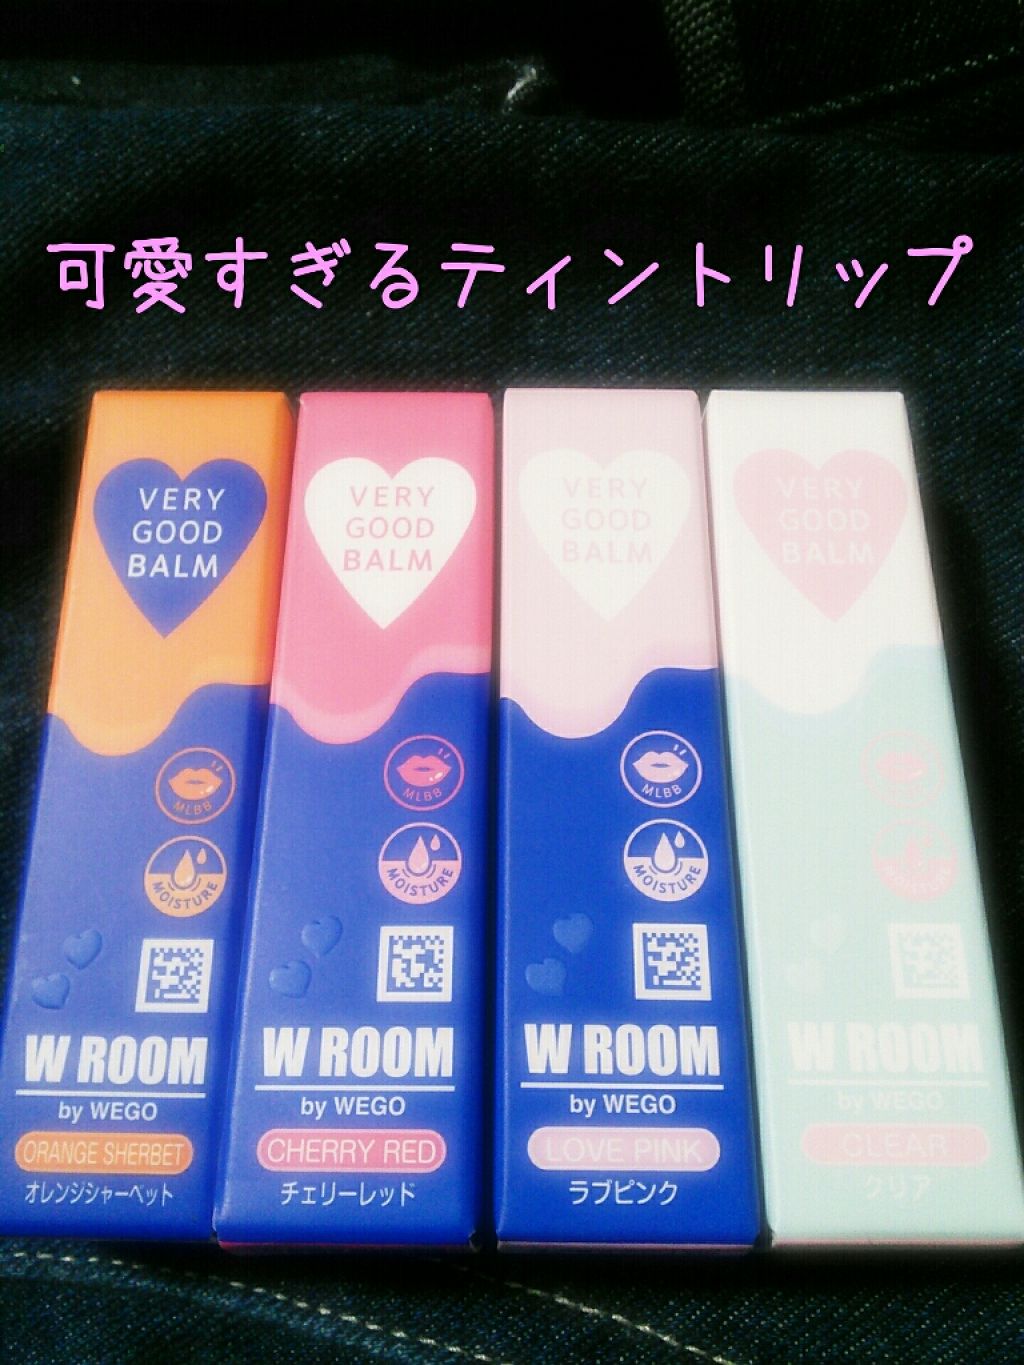 可愛すぎるティントリップ
VERY
GOOD
BALM
MLBB
MOISTURE
W ROOM
by WEGO
ORANGE SHERBET
オレンジシャーベット
VERY
GOOD
BALM
MLBB
MOISTURE
W ROOM
by WEGO
CHERRY RED
チェリーレッド
VERY
GOOD
BALM
MLBB
MOISTURE
W ROOM
by WEGO
LOVE PINK
ラブピンク
VERY
GOOD
BALM
MOISTURE
W ROOM
by WEGO
CLEAR
クリア